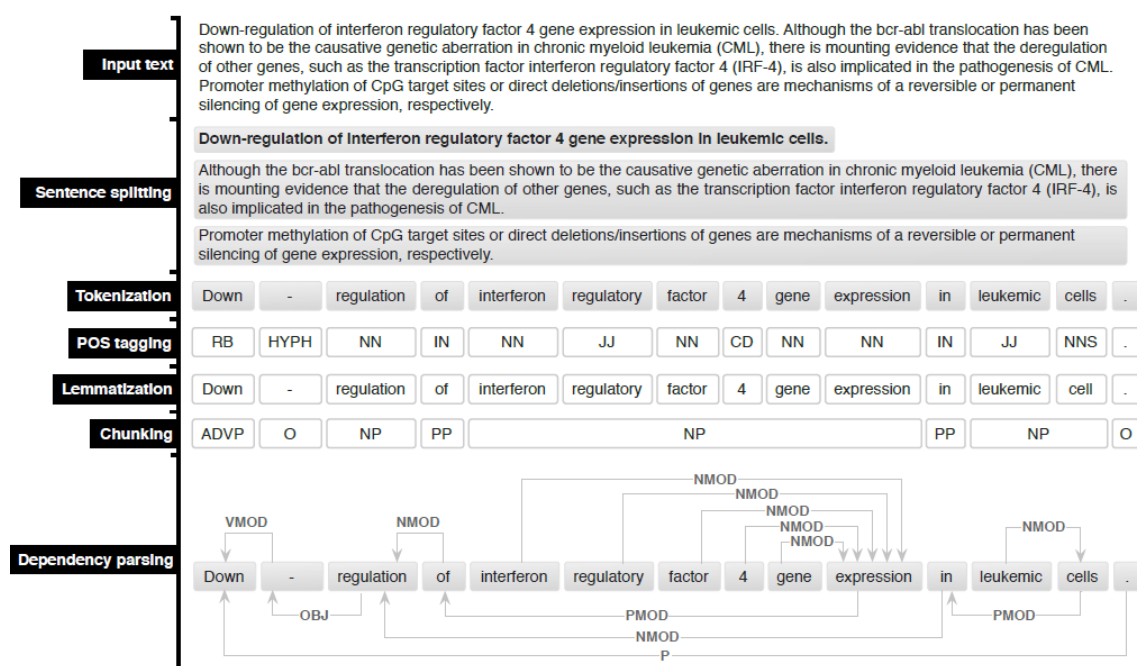 Input text
Down-regulation of interferon regulatory factor 4 gene expression in leukemic cells. Although the bcr-abl translocation has been
shown to be the causative genetic aberration in chronic myeloid leukemia (CML), there is mounting evidence that the deregulation
of other genes, such as the transcription factor interferon regulatory factor 4 (IRF-4), is also implicated in the pathogenesis of CML.
Promoter methylation of CpG target sites or direct deletions/insertions of genes are mechanisms of a reversible or permanent
silencing of gene expression, respectively.
Sentence splitting
Down-regulation of interferon regulatory factor 4 gene expression in leukemic cells.
Although the bcr-abl translocation has been shown to be the causative genetic aberration in chronic myeloid leukemia (CML), there
is mounting evidence that the deregulation of other genes, such as the transcription factor interferon regulatory factor 4 (IRF-4), is
also implicated in the pathogenesis of CML.
Promoter methylation of CpG target sites or direct deletions/insertions of genes are mechanisms of a reversible or permanent
silencing of gene expression, respectively.
Tokenization Down - regulation of interferon regulatory factor 4 gene expression in leukemic cells .
POS tagging RB HYPH NN IN NN JJ NN CD NN NN IN JJ NNS .
Lemmatization Down - regulation of interferon regulatory factor 4 gene expression in leukemic cell .
Chunking ADVP O NP PP NP PP NP O
Dependency parsing
NMOD
NMOD
NMOD
VMOD NMOD NMOD NMOD
NMOD
Down - regulation of interferon regulatory factor 4 gene expression in leukemic cells .
OBJ PMOD PMOD
NMOD
P